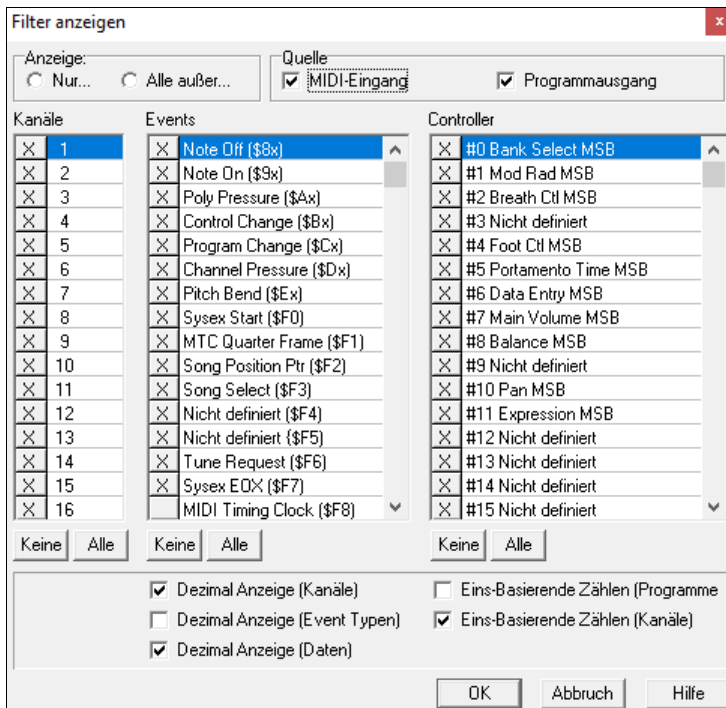 Filter anzeigen x
Anzeige:
Nur... Alle außer...
Quelle
MIDI-Eingang Programmausgang
Kanäle Events Controller
X 1 X Note Off ($8x) X #0 Bank Select MSB
X 2 X Note On ($9x) X #1 Mod Rad MSB
X 3 X Poly Pressure ($Ax) X #2 Breath Ctl MSB
X 4 X Control Change ($Bx) X #3 Nicht definiert
X 5 X Program Change ($Cx) X #4 Foot Ctl MSB
X 6 X Channel Pressure ($Dx) X #5 Portamento Time MSB
X 7 X Pitch Bend ($Ex) X #6 Data Entry MSB
X 8 X Sysex Start ($F0) X #7 Main Volume MSB
X 9 X MTC Quarter Frame ($F1) X #8 Balance MSB
X 10 X Song Position Ptr ($F2) X #9 Nicht definiert
X 11 X Song Select ($F3) X #10 Pan MSB
X 12 X Nicht definiert ($F4) X #11 Expression MSB
X 13 X Nicht definiert {$F5) X #12 Nicht definiert
X 14 X Tune Request ($F6) X #13 Nicht definiert
X 15 X Sysex EOX ($F7) X #14 Nicht definiert
X 16 MIDI Timing Clock ($F8) X #15 Nicht definiert
Keine Alle Keine Alle Keine Alle
Dezimal Anzeige (Kanäle) Eins-Basierende Zählen (Programme
Dezimal Anzeige (Event Typen) Eins-Basierende Zählen (Kanäle)
Dezimal Anzeige (Daten)
OK Abbruch Hilfe